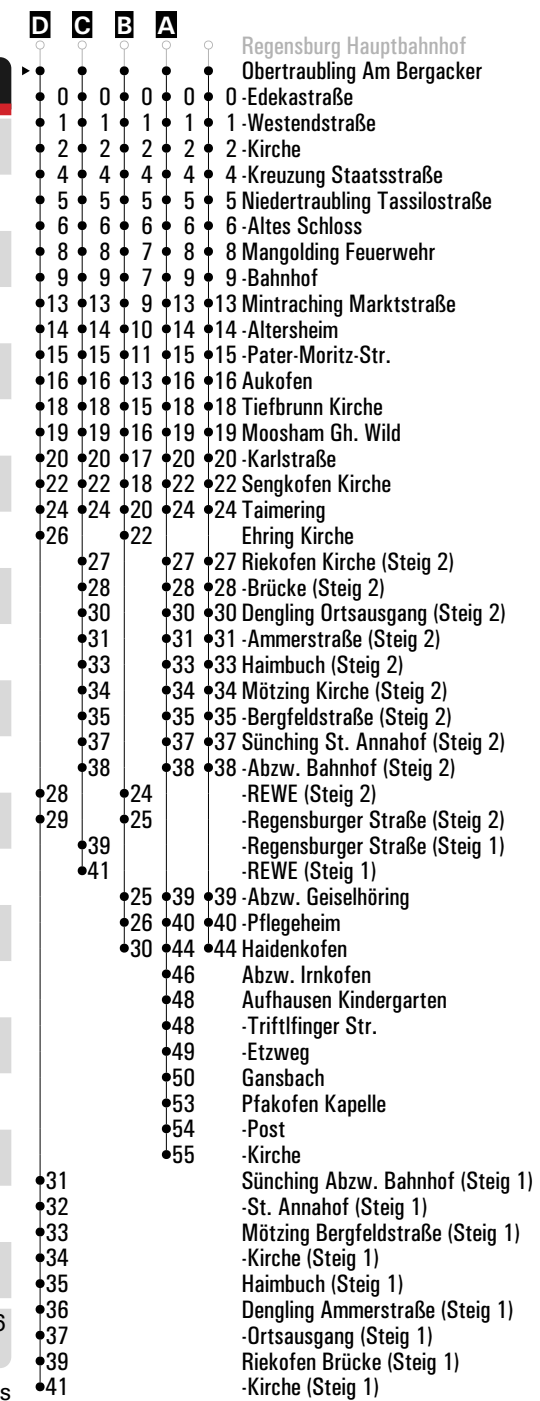 D C B A
Regensburg Hauptbahnhof
Obertraubling Am Bergacker
0 0 0 0 0 -Edekastraße
1 1 1 1 1 -Westendstraße
2 2 2 2 2 -Kirche
4 4 4 4 4 -Kreuzung Staatsstraße
5 5 5 5 5 Niedertraubling Tassilostraße
6 6 6 6 6 -Altes Schloss
8 8 7 8 8 Mangolding Feuerwehr
9 9 7 9 9 -Bahnhof
13 13 9 13 13 Mintraching Marktstraße
14 14 10 14 14 -Altersheim
15 15 11 15 15 -Pater-Moritz-Str.
16 16 13 16 16 Aukofen
18 18 15 18 18 Tiefbrunn Kirche
19 19 16 19 19 Moosham Gh. Wild
20 20 17 20 20 -Karlstraße
22 22 18 22 22 Sengkofen Kirche
24 24 20 24 24 Taimering
26 22 Ehring Kirche
27 27 27 Riekofen Kirche (Steig 2)
28 28 28 -Brücke (Steig 2)
30 30 30 Dengling Ortsausgang (Steig 2)
31 31 31 -Ammerstraße (Steig 2)
33 33 33 Haimbuch (Steig 2)
34 34 34 Mötzing Kirche (Steig 2)
35 35 35 -Bergfeldstraße (Steig 2)
37 37 37 Sünching St. Annahof (Steig 2)
38 38 38 -Abzw. Bahnhof (Steig 2)
28 24 -REWE (Steig 2)
29 25 -Regensburger Straße (Steig 2)
39 -Regensburger Straße (Steig 1)
41 -REWE (Steig 1)
25 39 39 -Abzw. Geiselhöring
26 40 40 -Pflegeheim
30 44 44 Haidenkofen
46 Abzw. Irnkofen
48 Aufhausen Kindergarten
48 -Triftlfinger Str.
49 -Etzweg
50 Gansbach
53 Pfakofen Kapelle
54 -Post
55 -Kirche
31 Sünching Abzw. Bahnhof (Steig 1)
32 -St. Annahof (Steig 1)
33 Mötzing Bergfeldstraße (Steig 1)
34 -Kirche (Steig 1)
35 Haimbuch (Steig 1)
36 Dengling Ammerstraße (Steig 1)
37 -Ortsausgang (Steig 1)
39 Riekofen Brücke (Steig 1)
41 -Kirche (Steig 1)